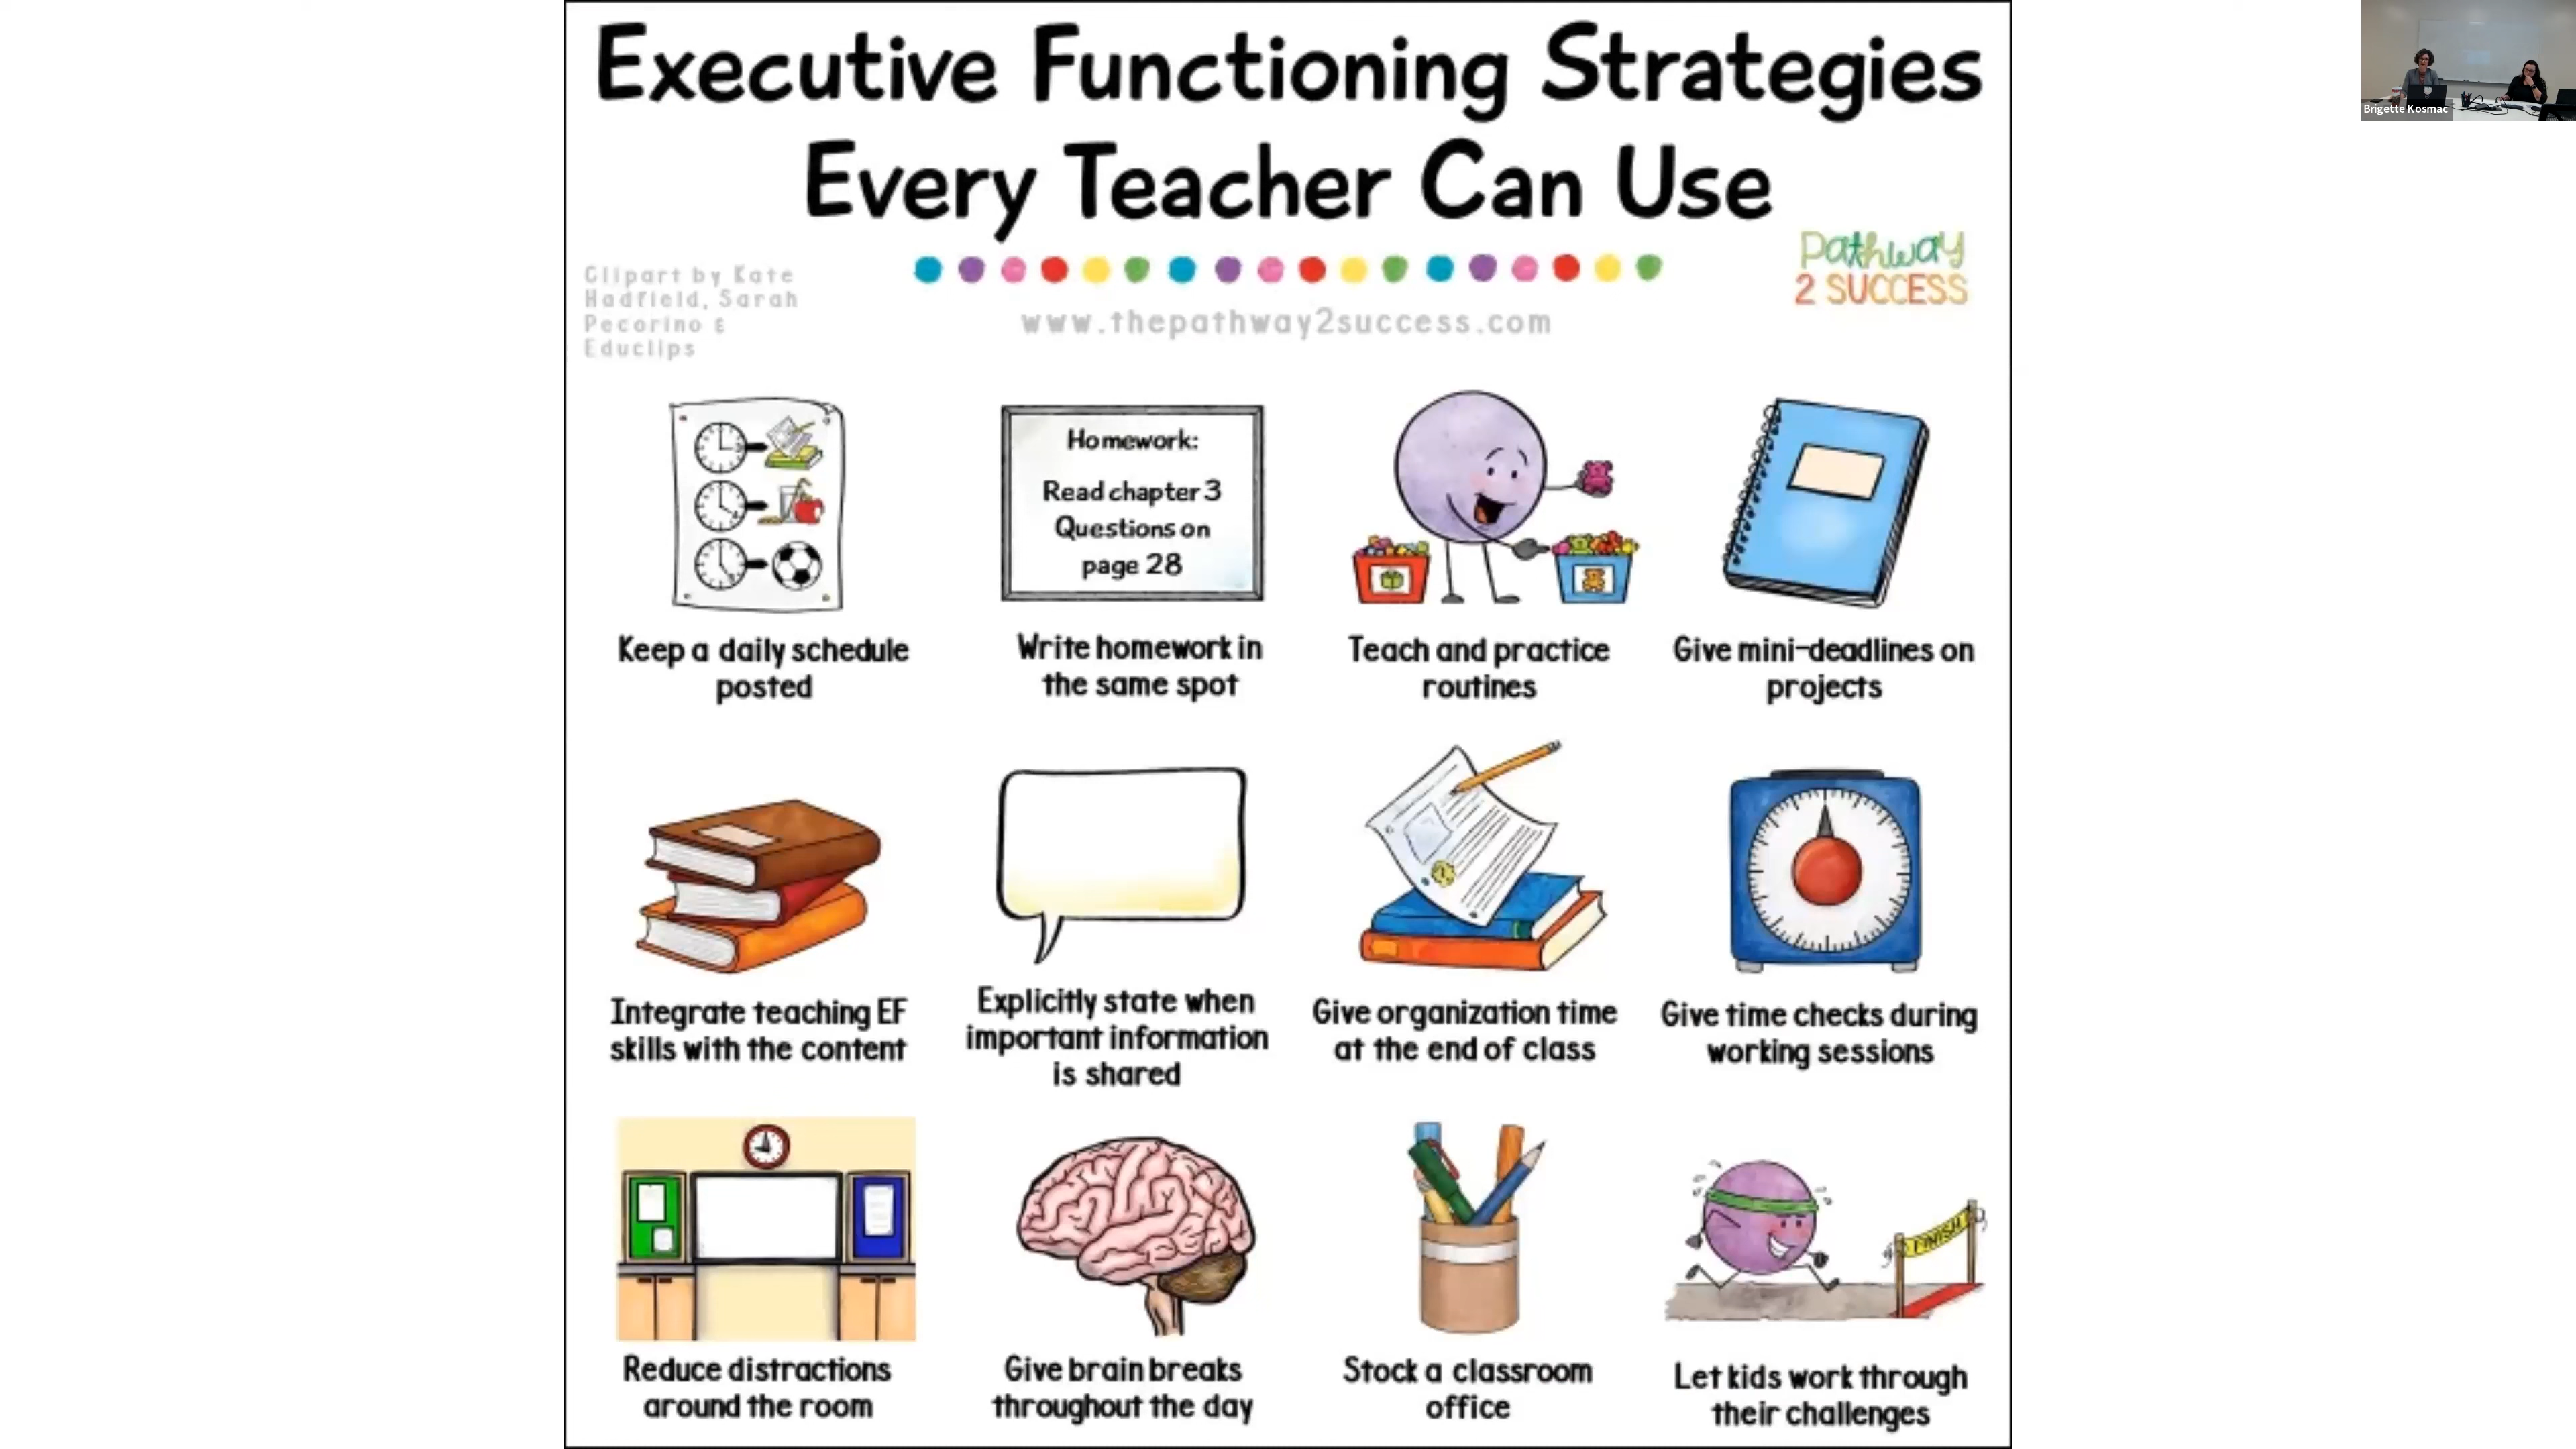 Executive Functioning Strategies
Every Teacher Can Use
Clipart by Kate
Hadfield, Sarah
Pecorino &
Educlips
www.thepathway2success.com
Pathway
2 SUCCESS
Brigette Kosmac
Homework:
Read chapter 3
Questions on
page 28
Keep a daily schedule
posted
Write homework in
the same spot
Teach and practice
routines
Give mini-deadlines on
projects
Integrate teaching EF
skills with the content
Explicitly state when
important information
is shared
Give organization time
at the end of class
Give time checks during
working sessions
FINISH
Reduce distractions
around the room
Give brain breaks
throughout the day
Stock a classroom
office
Let kids work through
their challenges